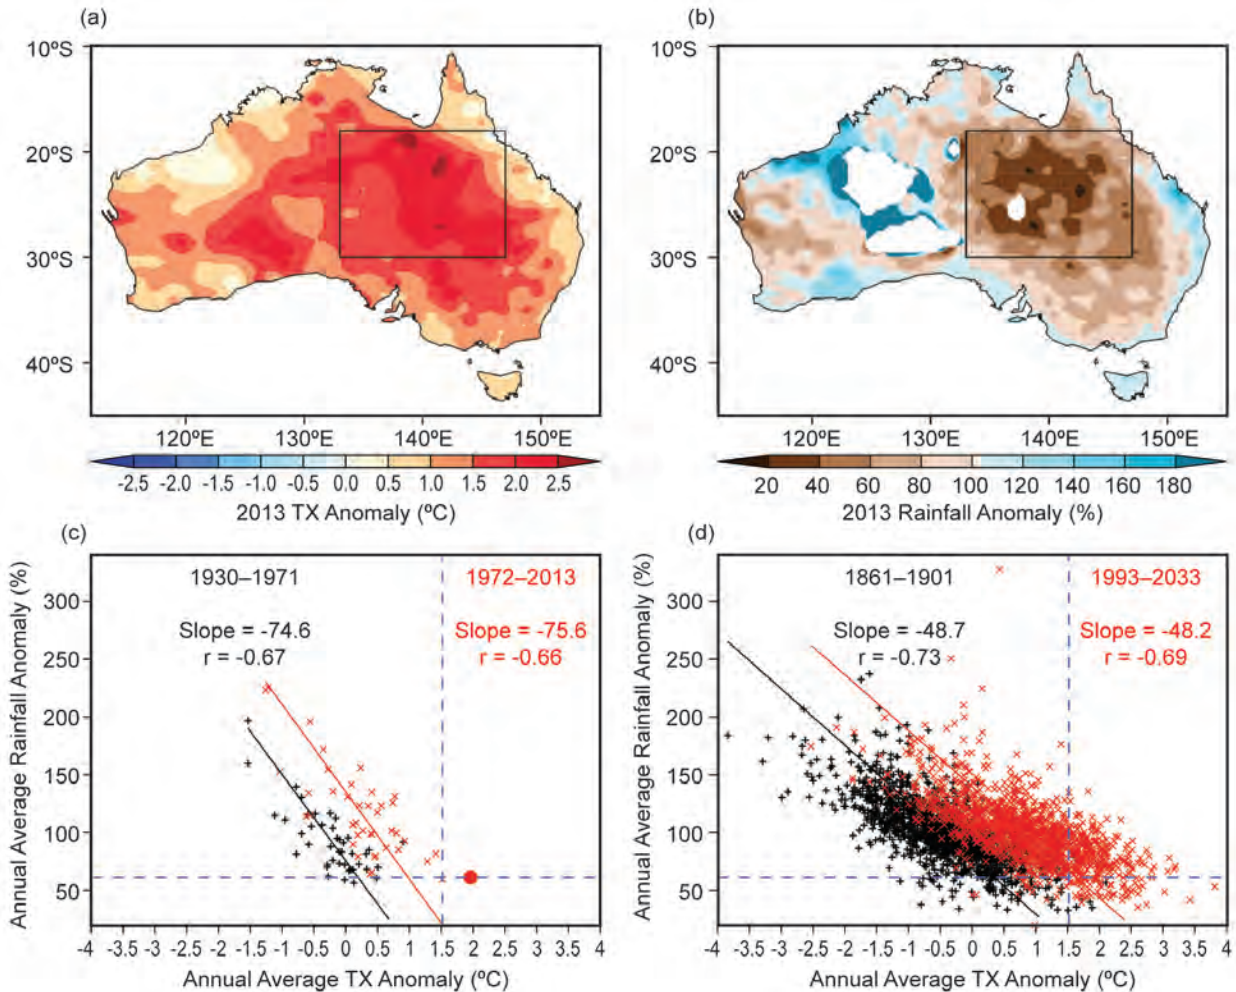 (a)
(b)
10ºS
20ºS
30ºS
40ºS
10ºS
20ºS
30ºS
40ºS
120ºE 130ºE 140ºE 150ºE
120ºE 130ºE 140ºE 150ºE
-2.5 -2.0 -1.5 -1.0 -0.5 0.0 0.5 1.0 1.5 2.0 2.5
20 40 60 80 100 120 140 160 180
2013 TX Anomaly (ºC)
2013 Rainfall Anomaly (%)
(c)
(d)
1930–1971
1972–2013
Slope = -74.6
r = -0.67
Slope = -75.6
r = -0.66
300
250
200
150
100
50
Annual Average Rainfall Anomaly (%)
-4 -3.5 -3 -2.5 -2 -1.5 -1 -0.5 0 0.5 1 1.5 2 2.5 3 3.5 4
Annual Average TX Anomaly (ºC)
1861–1901
1993–2033
Slope = -48.7
r = -0.73
Slope = -48.2
r = -0.69
300
250
200
150
100
50
Annual Average Rainfall Anomaly (%)
-4 -3.5 -3 -2.5 -2 -1.5 -1 -0.5 0 0.5 1 1.5 2 2.5 3 3.5 4
Annual Average TX Anomaly (ºC)